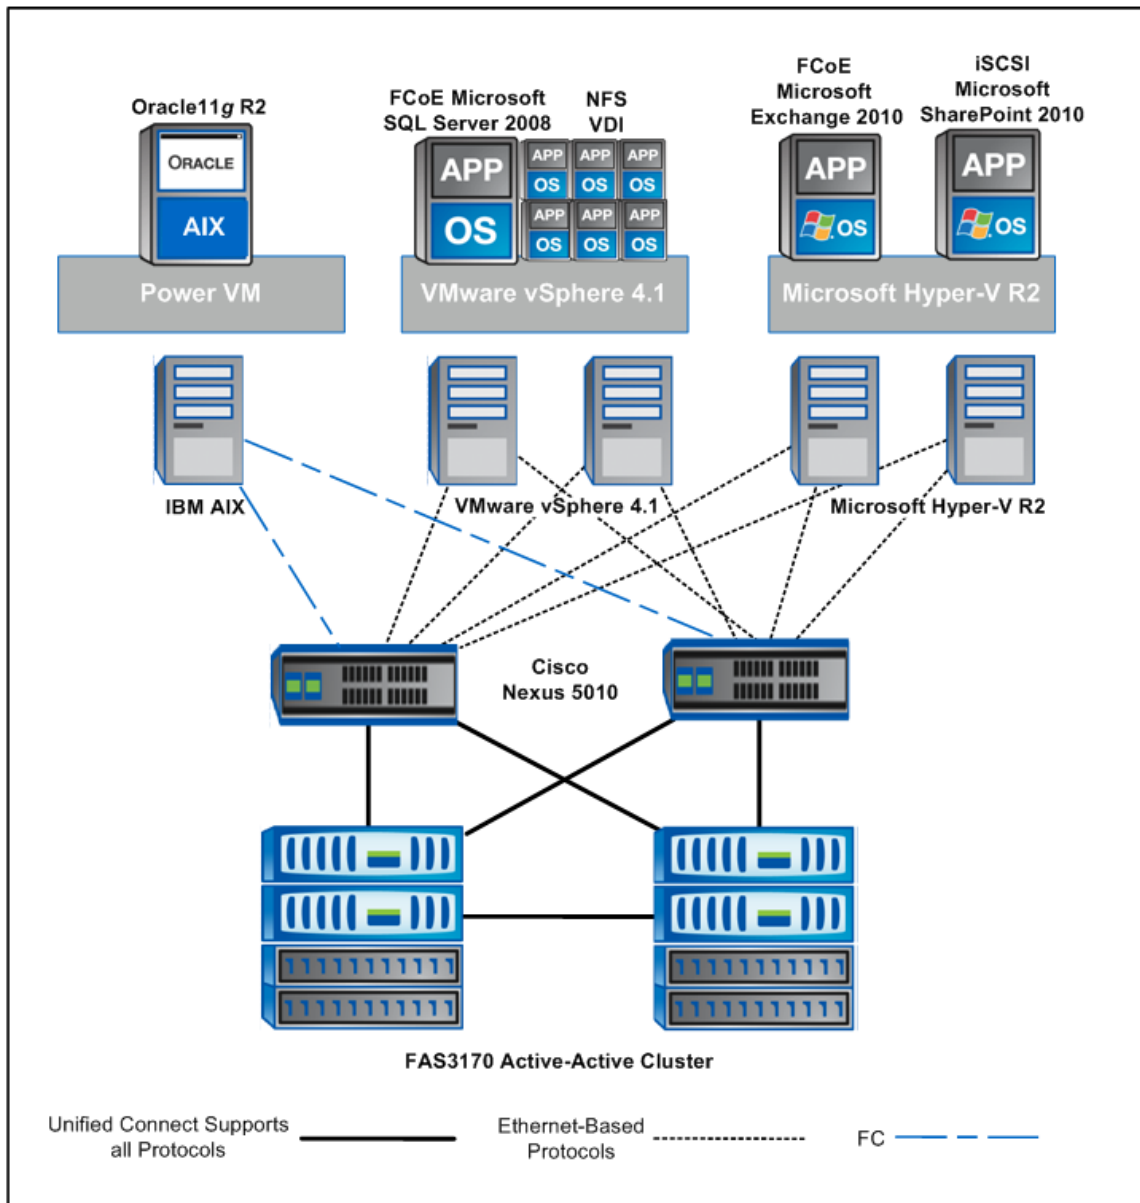 Oracle11g R2
FCoE Microsoft
SQL Server 2008
NFS
VDI
FCoE
Microsoft
Exchange 2010
iSCSI
Microsoft
SharePoint 2010
ORACLE
AIX
APP
OS
APP
APP
APP
OS
OS
OS
APP
APP
APP
OS
OS
OS
APP
OS
APP
OS
Power VM
VMware vSphere 4.1
Microsoft Hyper-V R2
IBM AIX
VMware vSphere 4.1
Microsoft Hyper-V R2
Cisco
Nexus 5010
FAS3170 Active-Active Cluster
Unified Connect Supports
all Protocols
Ethernet-Based
Protocols
FC